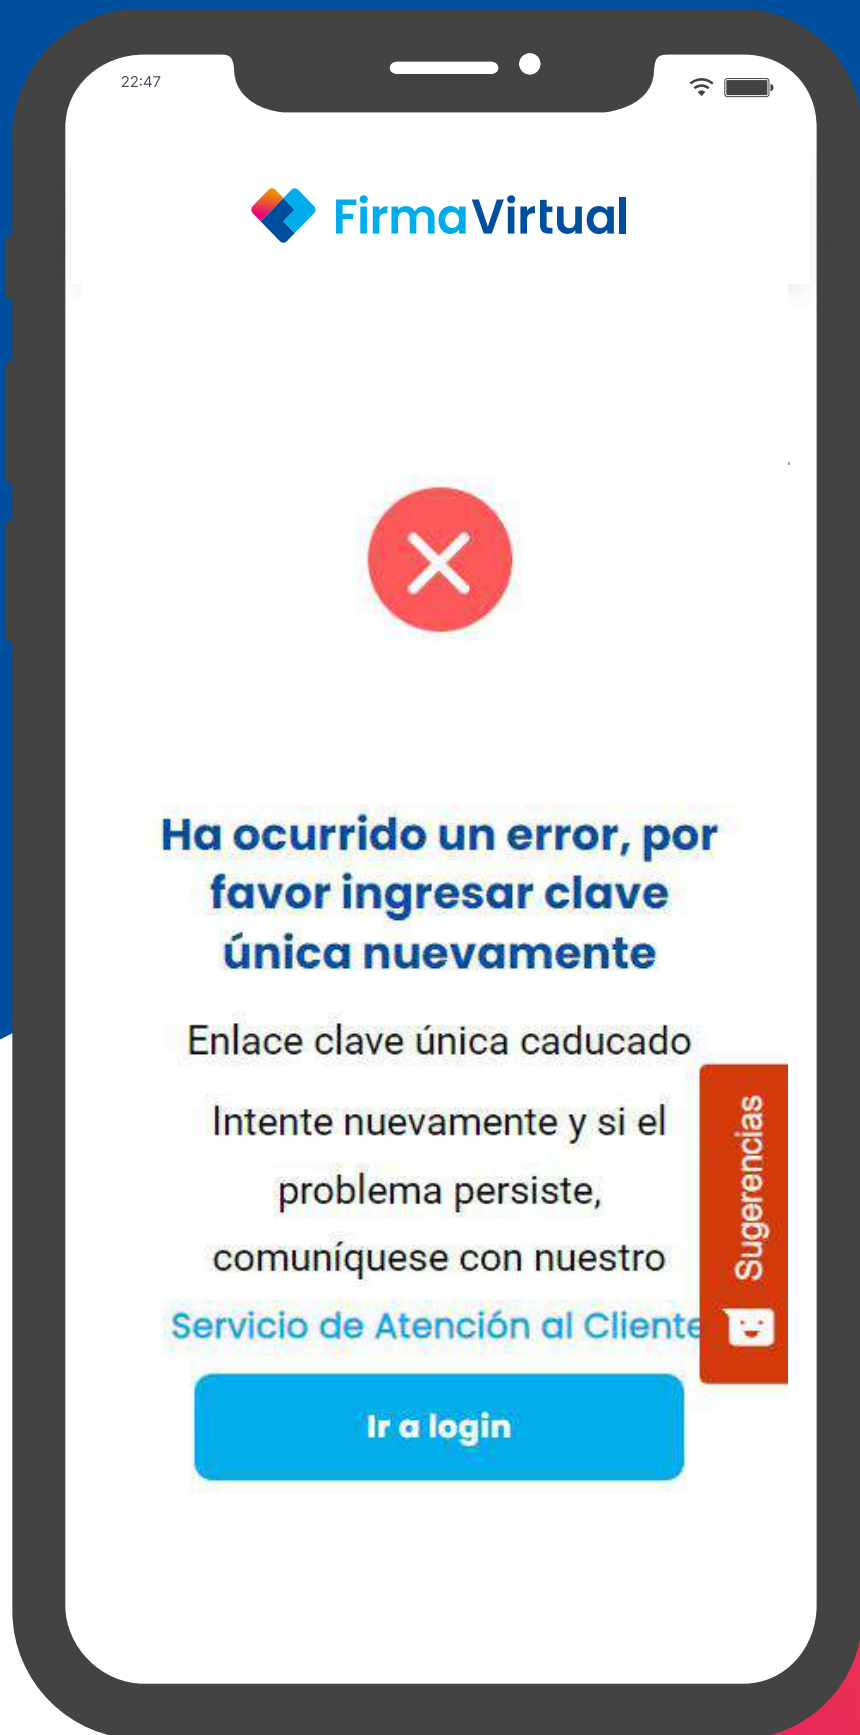 22:47
FirmaVirtual
Ha ocurrido un error, por
favor ingresar clave
única nuevamente
Enlace clave única caducado
Intente nuevamente y si el
problema persiste,
comuníquese con nuestro
Servicio de Atención al Cliente
Sugerencias
Ir a login